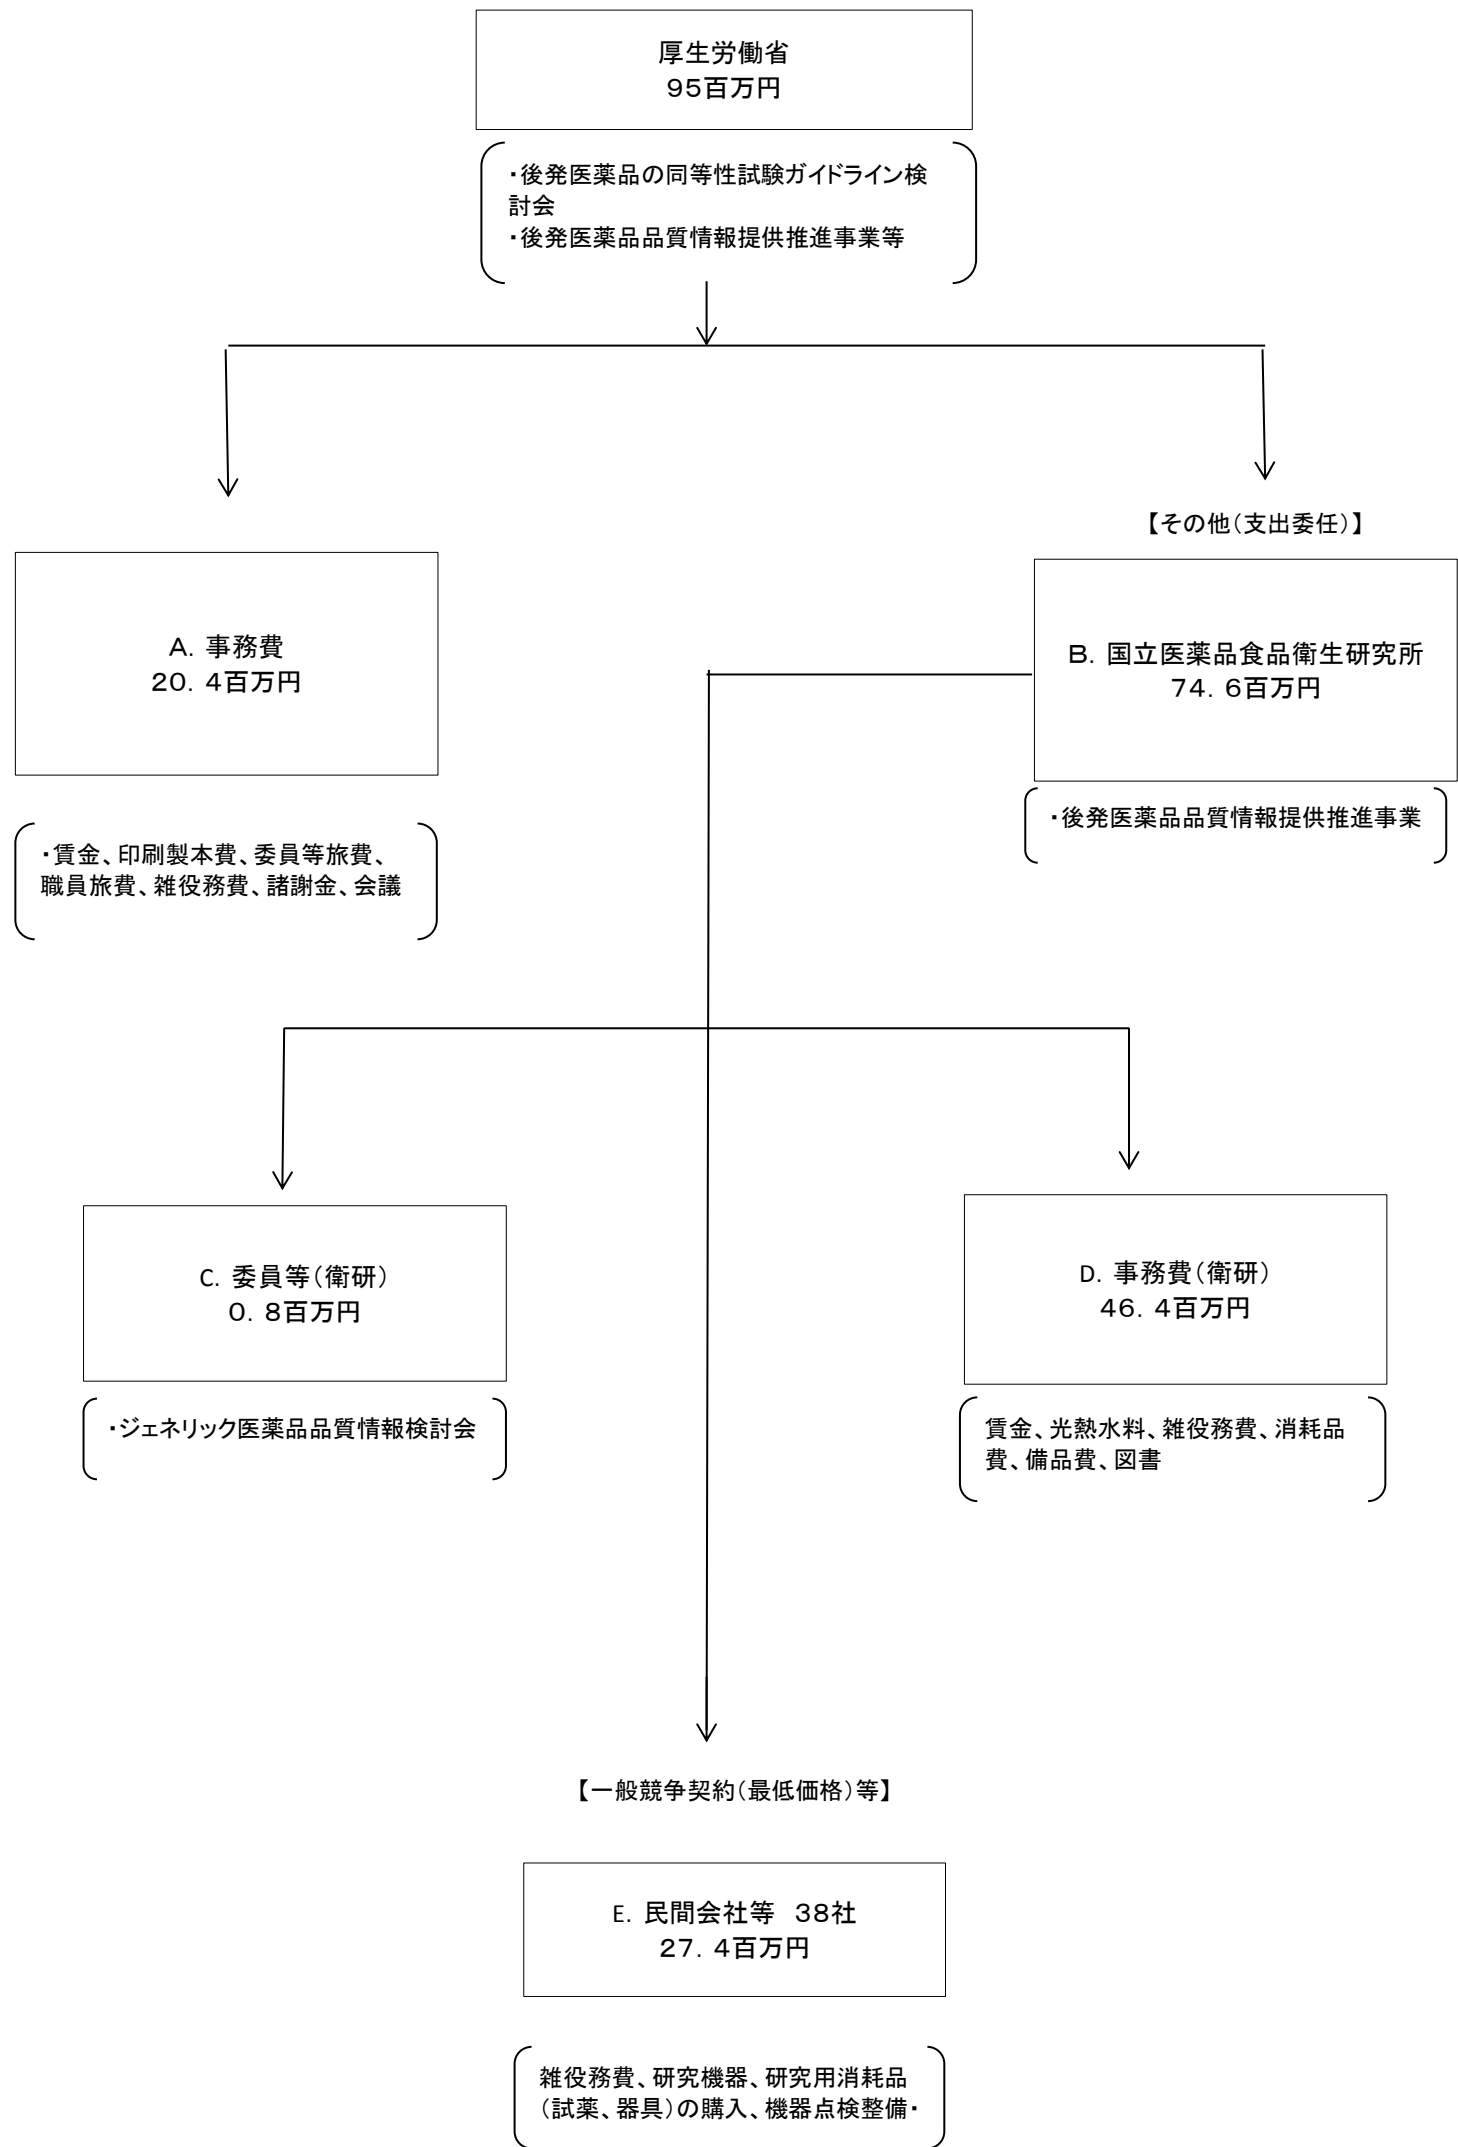 厚生労働省
95百万円
・後発医薬品の同等性試験ガイドライン検
討会
・後発医薬品品質情報提供推進事業等
【その他（支出委任）】
A. 事務費
20. 4百万円
B. 国立医薬品食品衛生研究所
74. 6百万円
・後発医薬品品質情報提供推進事業
・賃金、印刷製本費、委員等旅費、
職員旅費、雑役務費、諸謝金、会議
C. 委員等（衛研）
0. 8百万円
D. 事務費（衛研）
46. 4百万円
・ジェネリック医薬品品質情報検討会
賃金、光熱水料、雑役務費、消耗品
費、備品費、図書
【一般競争契約（最低価格）等】
E. 民間会社等　38社
27. 4百万円
雑役務費、研究機器、研究用消耗品
（試薬、器具）の購入、機器点検整備・